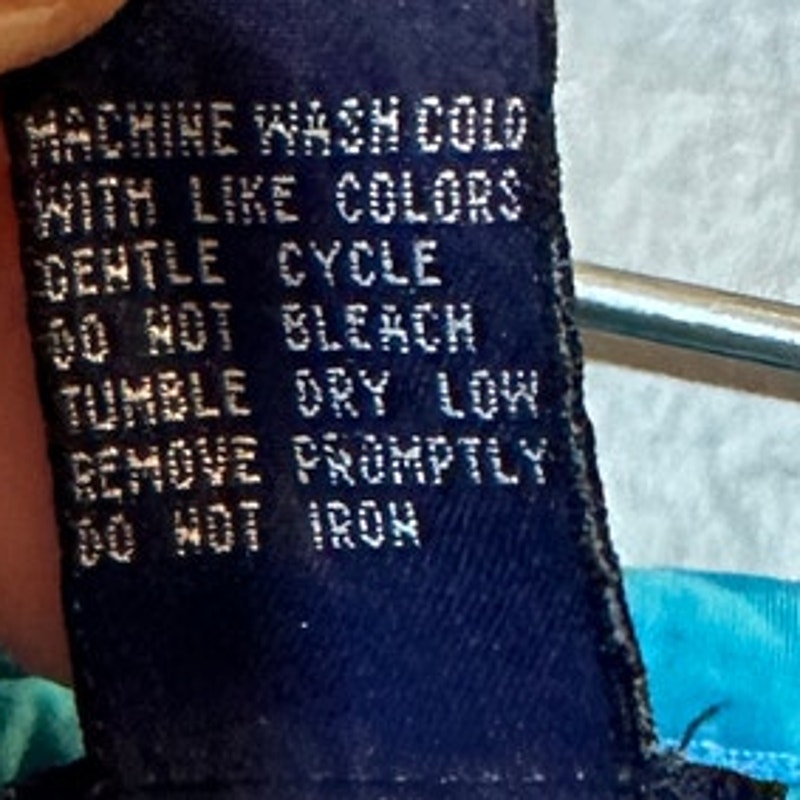 MACHINE WASH COLD
WITH LIKE COLORS
GENTLE CYCLE
DO NOT BLEACH
TUMBLE DRY LOW
REMOVE PROMPTLY
DO NOT IRON